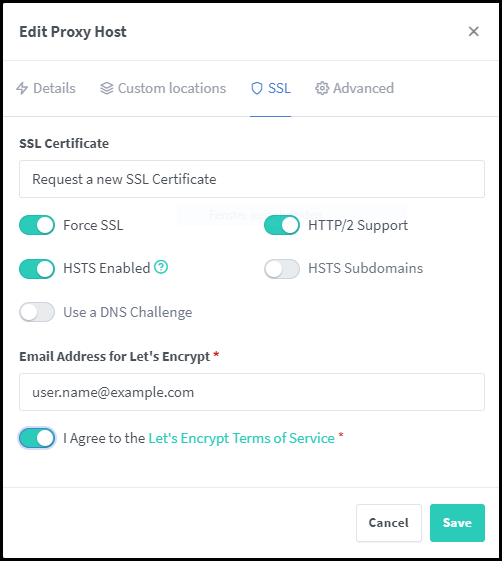 Edit Proxy Host
Details Custom locations SSL Advanced
SSL Certificate
Request a new SSL Certificate
Force SSL HTTP/2 Support
HSTS Enabled HSTS Subdomains
Use a DNS Challenge
Email Address for Let's Encrypt *
user.name@example.com
I Agree to the Let's Encrypt Terms of Service *
Cancel Save